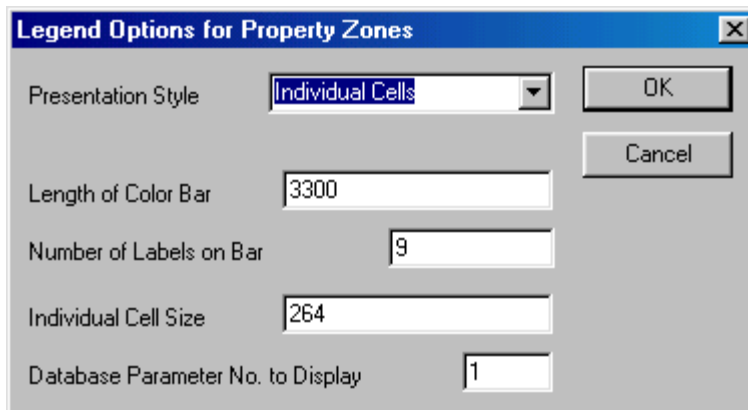 Legend Options for Property Zones
Presentation Style Individual Cells OK
Cancel
Length of Color Bar 3300
Number of Labels on Bar 9
Individual Cell Size 264
Database Parameter No. to Display 1